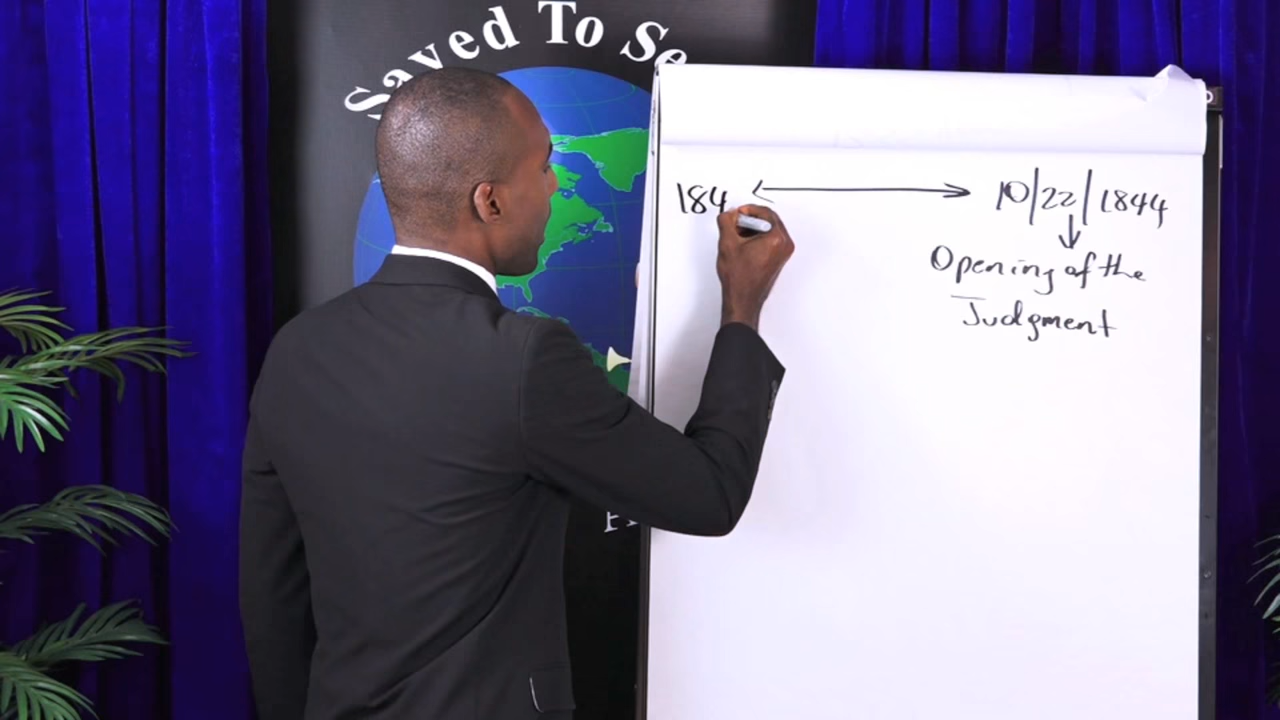 Saved To Se
184 10/22/1844
Opening of the
Judgment